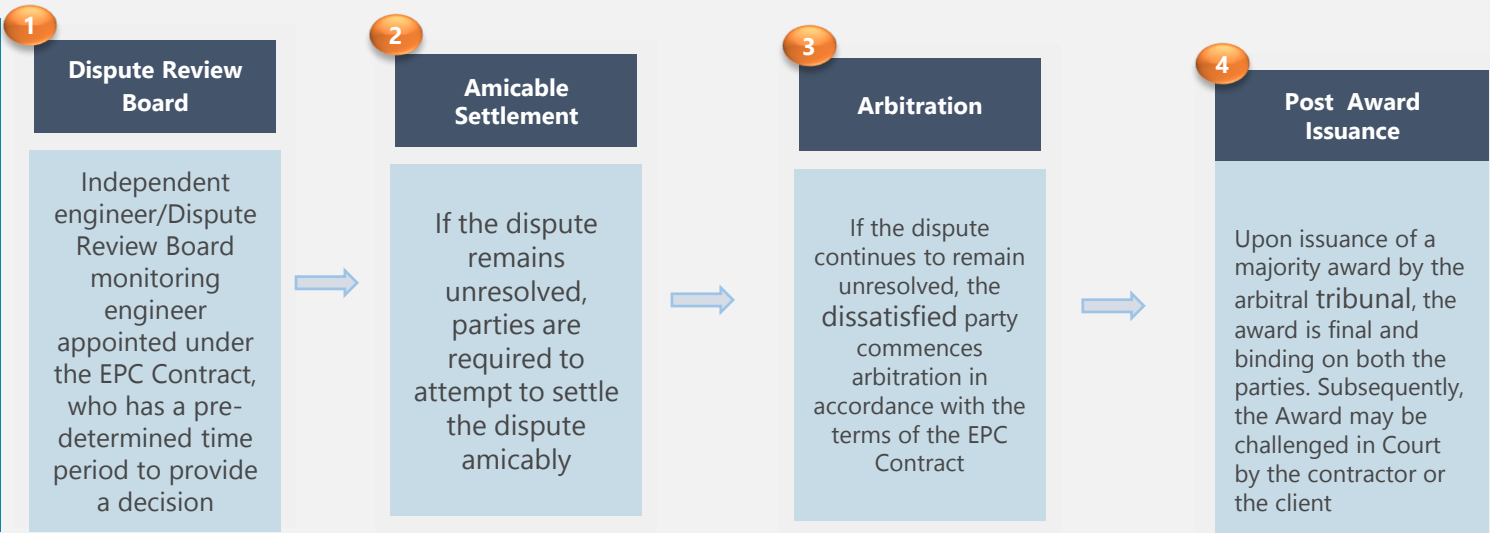 1
Dispute Review
Board
Independent
engineer/Dispute
Review Board
monitoring
engineer
appointed under
the EPC Contract,
who has a pre-
determined time
period to provide
a decision
2
Amicable
Settlement
If the dispute
remains
unresolved,
parties are
required to
attempt to settle
the dispute
amicably
3
Arbitration
If the dispute
continues to remain
unresolved, the
dissatisfied party
commences
arbitration in
accordance with the
terms of the EPC
Contract
4
Post Award
Issuance
Upon issuance of a
majority award by the
arbitral tribunal, the
award is final and
binding on both the
parties. Subsequently,
the Award may be
challenged in Court
by the contractor or
the client